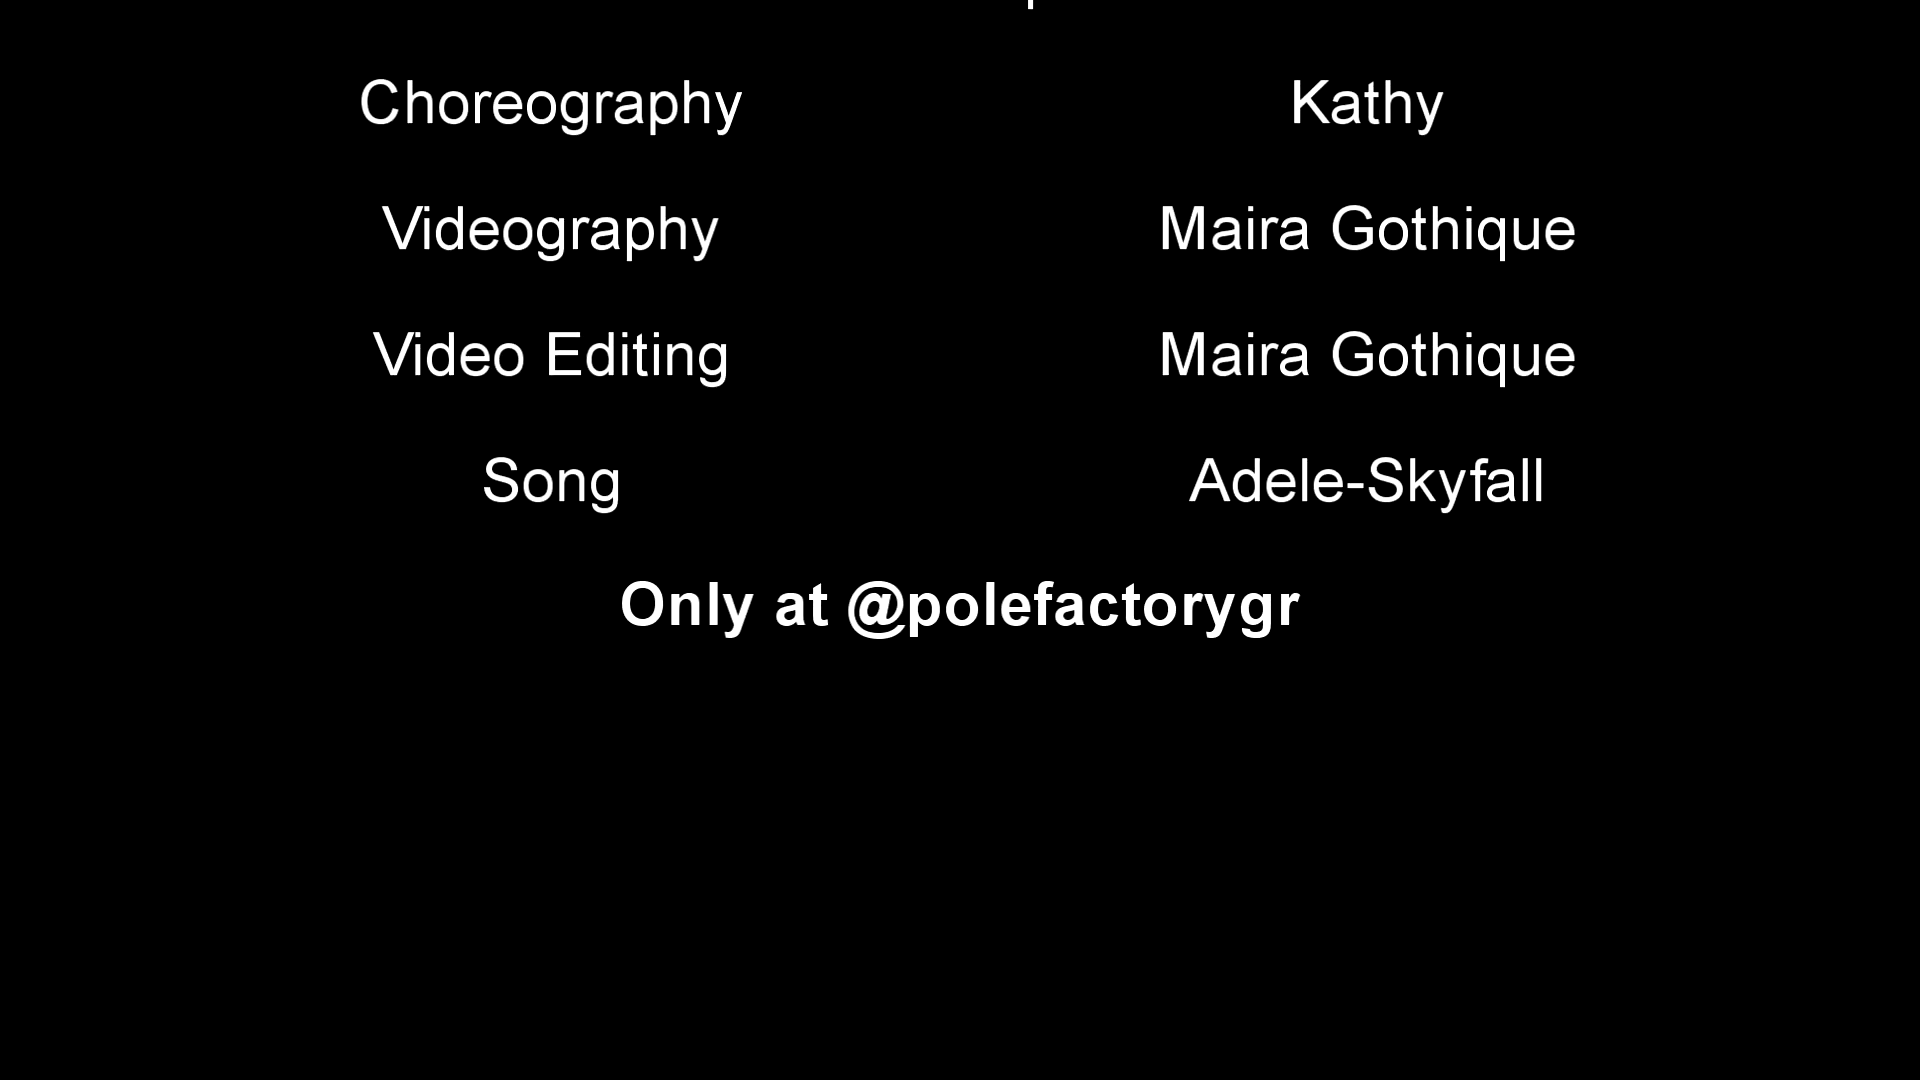 Choreography Kathy
Videography Maira Gothique
Video Editing Maira Gothique
Song Adele-Skyfall
Only at @polefactorygr